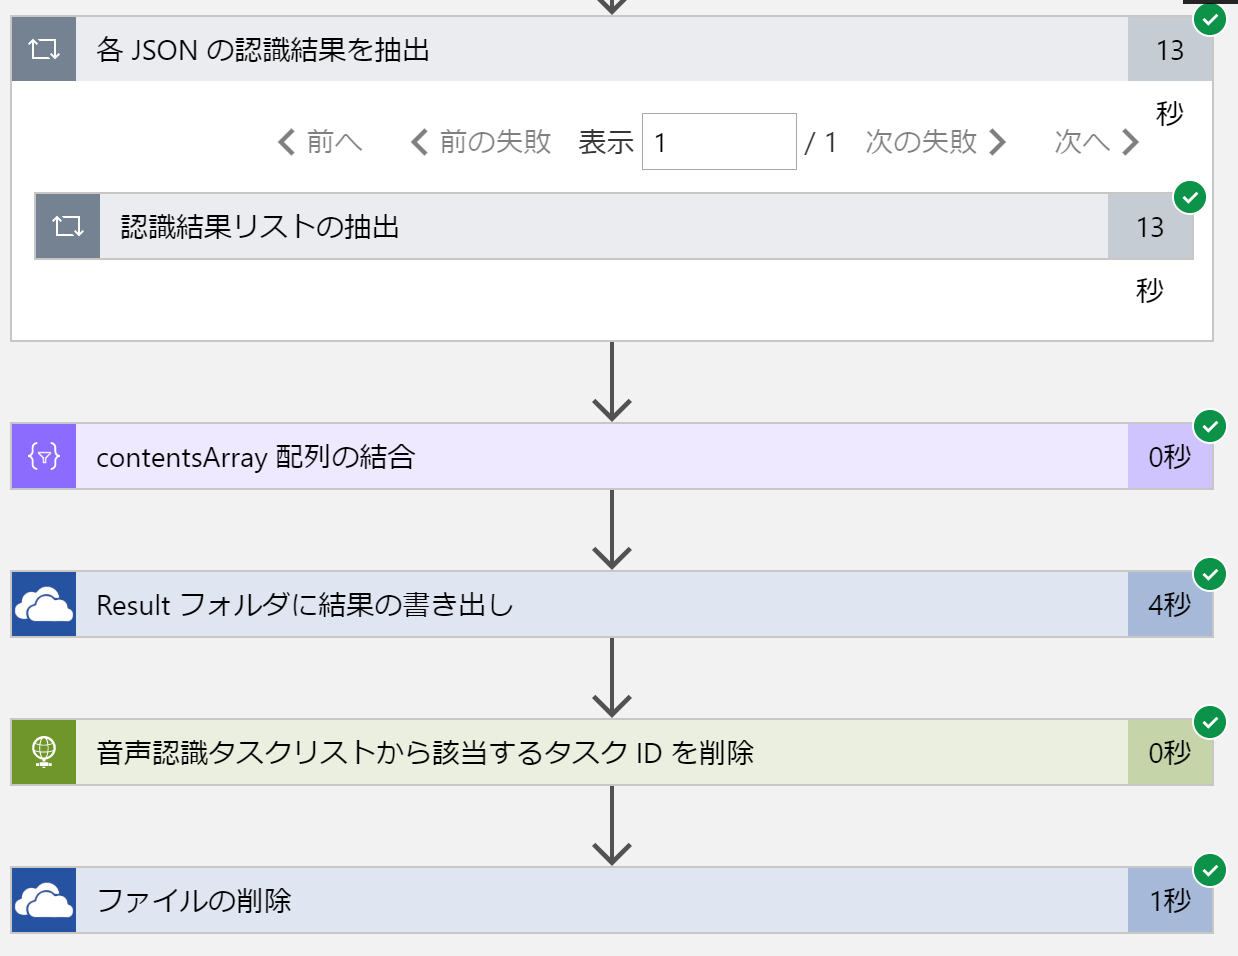 各 JSON の認識結果を抽出 13
秒
前へ 前の失敗 表示 1 / 1 次の失敗 次へ
認識結果リストの抽出 13
秒
contentsArray 配列の結合 0秒
Result フォルダに結果の書き出し 4秒
音声認識タスクリストから該当するタスク ID を削除 0秒
ファイルの削除 1秒